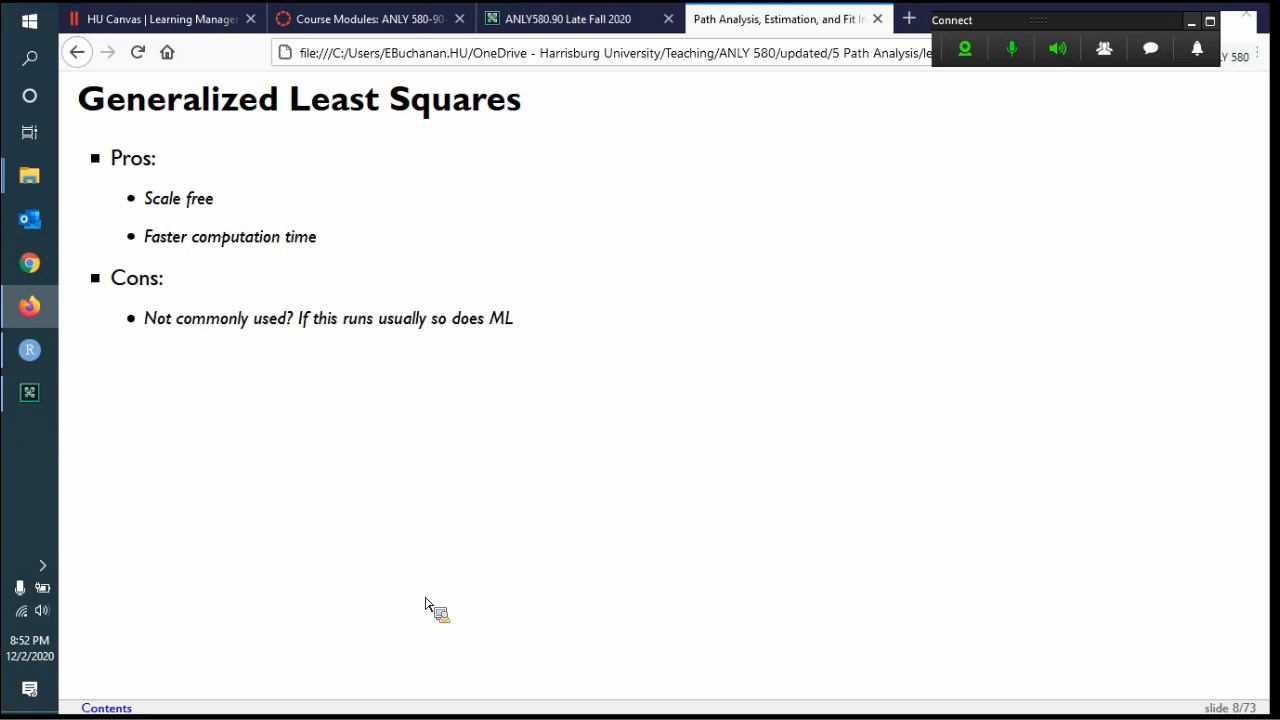 HU Canvas | Learning Manager
Course Modules: ANLY 580-90-
ANLY580.90 Late Fall 2020
Path Analysis, Estimation, and Fit In
Connect
file:///C:/Users/EBuchanan.HU/OneDrive - Harrisburg University/Teaching/ANLY 580/updated/5 Path Analysis/le
LY 580
Generalized Least Squares
Pros:
Scale free
Faster computation time
Cons:
Not commonly used? If this runs usually so does ML
8:52 PM
12/2/2020
Contents
slide 8/73